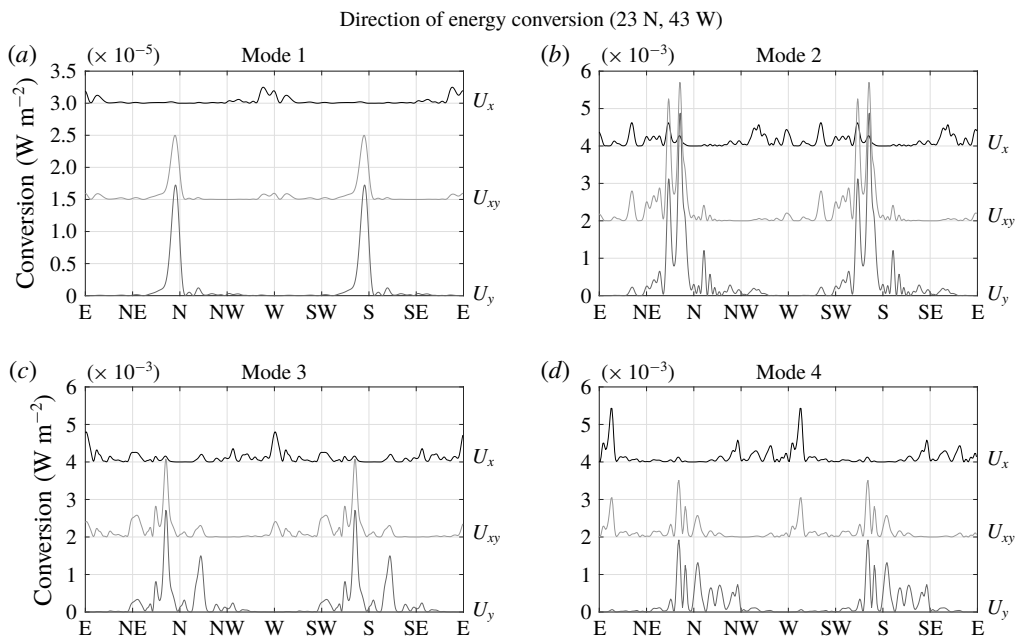 Direction of energy conversion (23 N, 43 W)
(a) (× 10⁻⁵) Mode 1
Conversion (W m⁻²)
3.5
3.0
2.5
2.0
1.5
1.0
0.5
0
U_x
U_xy
U_y
E NE N NW W SW S SE E
(b) (× 10⁻³) Mode 2
6
5
4
3
2
1
0
U_x
U_xy
U_y
E NE N NW W SW S SE E
(c) (× 10⁻³) Mode 3
Conversion (W m⁻²)
6
5
4
3
2
1
0
U_x
U_xy
U_y
E NE N NW W SW S SE E
(d) (× 10⁻³) Mode 4
6
5
4
3
2
1
0
U_x
U_xy
U_y
E NE N NW W SW S SE E